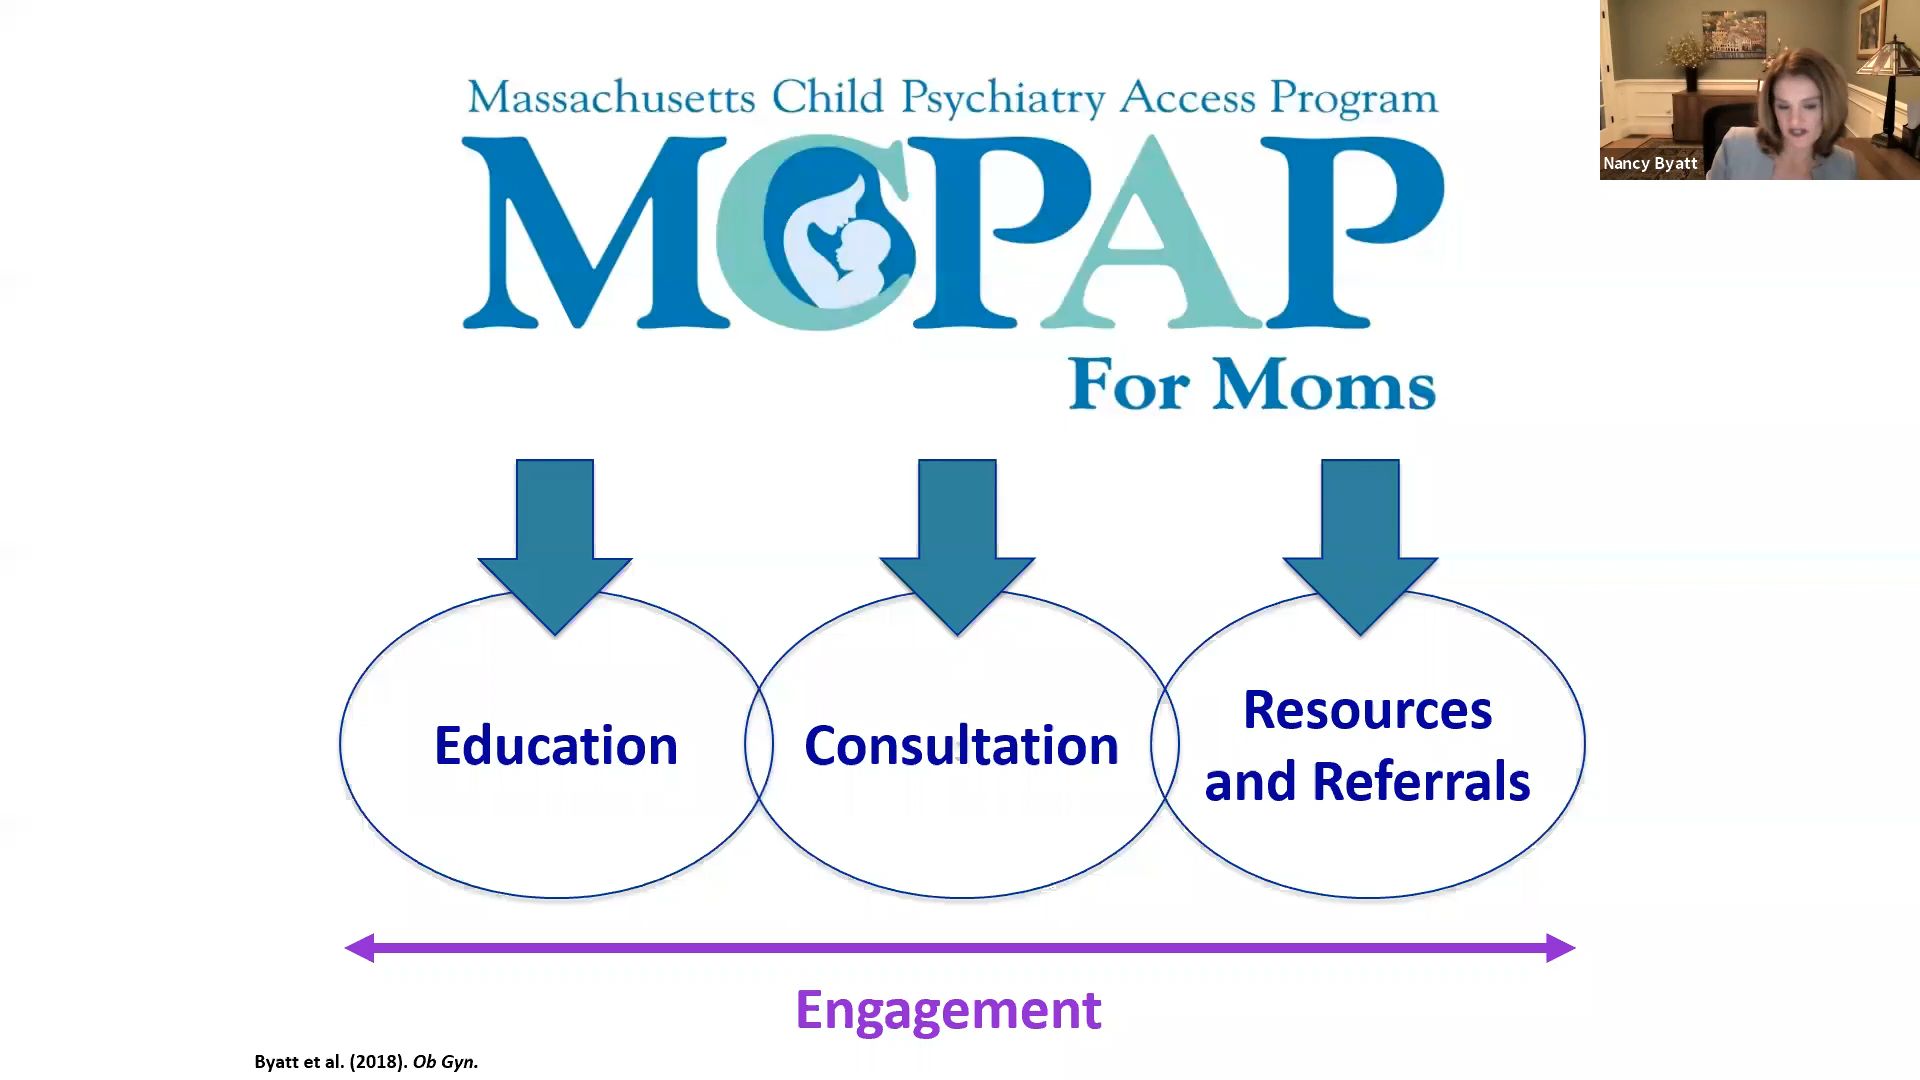 Massachusetts Child Psychiatry Access Program
MCPAP
For Moms
Nancy Byatt
Education
Consultation
Resources
and Referrals
Engagement
Byatt et al. (2018). Ob Gyn.